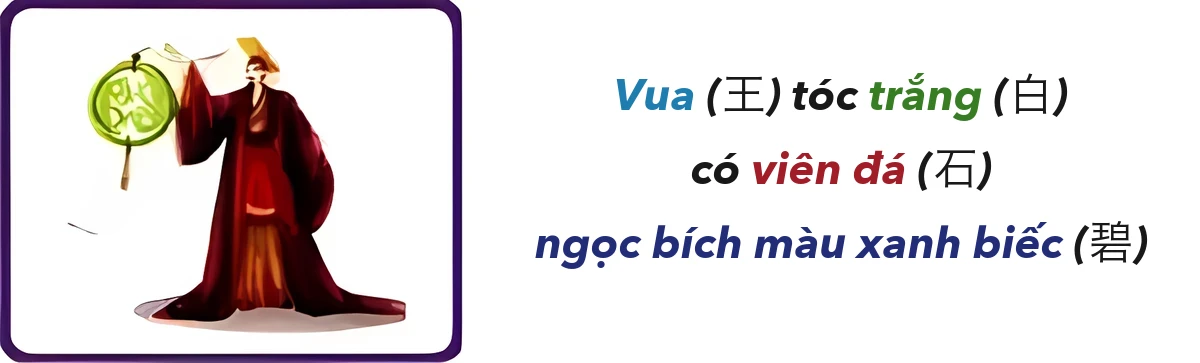 Vua (王) tóc trắng (白)
có viên đá (石)
ngọc bích màu xanh biếc (碧)